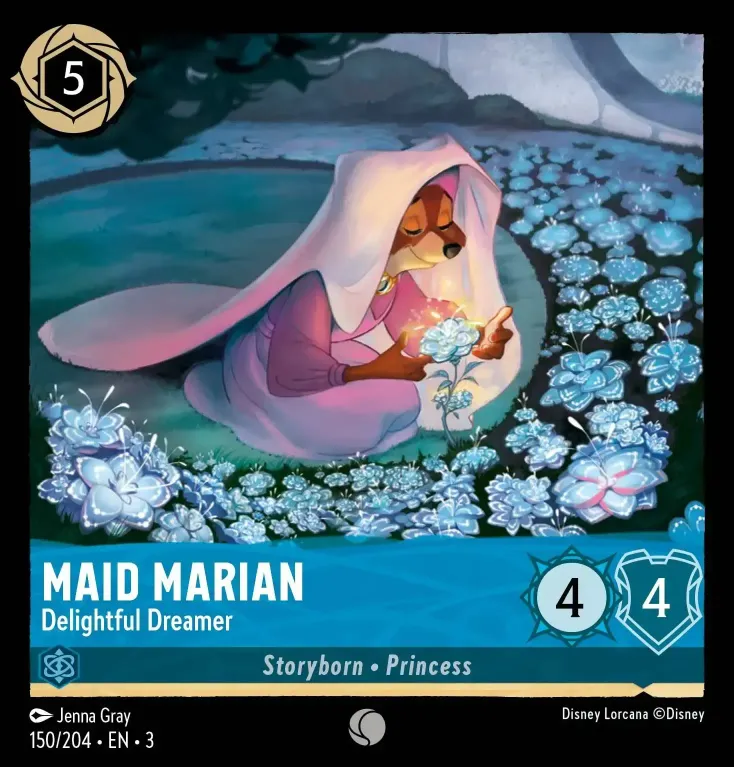 5
MAID MARIAN
Delightful Dreamer
4
4
Storyborn • Princess
Jenna Gray
Disney Lorcana ©Disney
150/204 • EN • 3